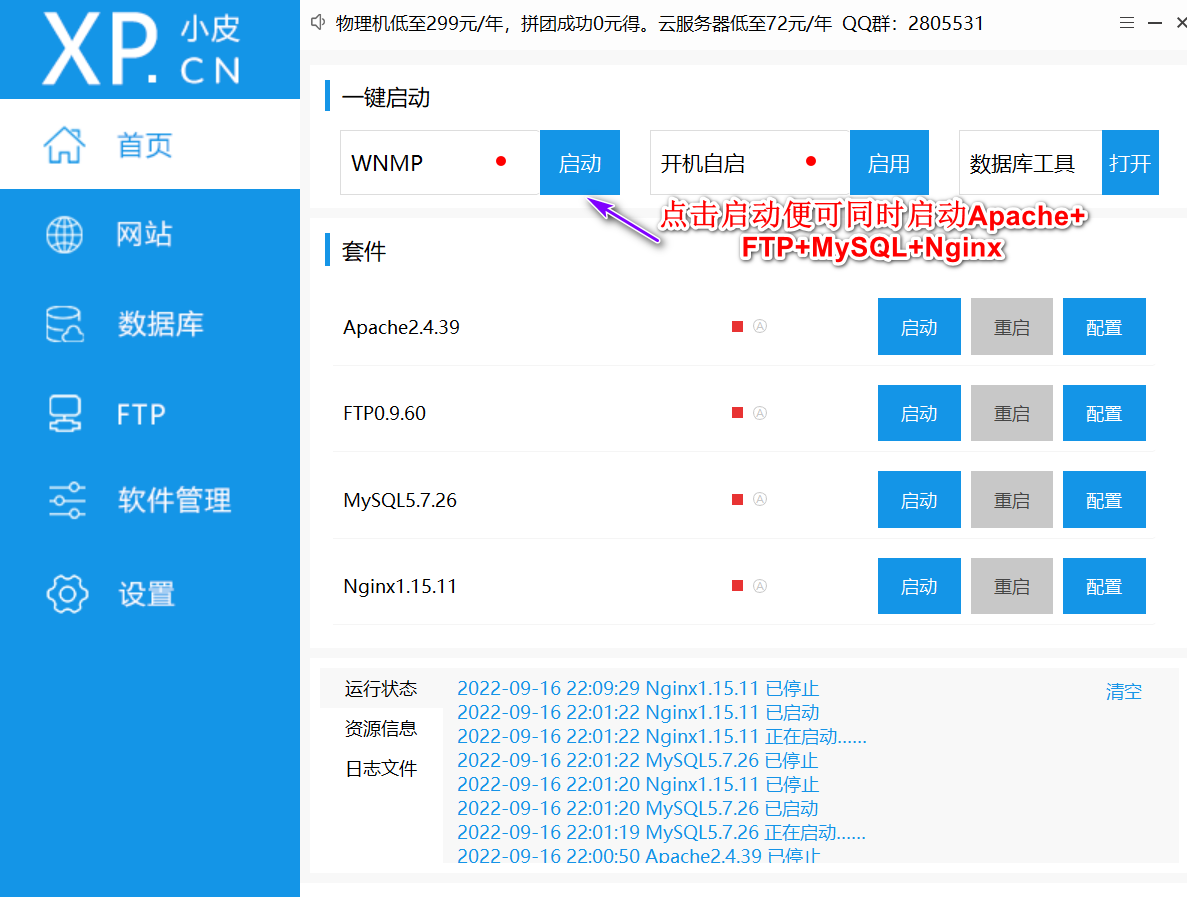 XP.小皮
CN
物理机低至299元/年，拼团成功0元得。云服务器低至72元/年 QQ群：2805531
首页
网站
数据库
FTP
软件管理
设置
一键启动
WNMP 启动 开机自启 启用 数据库工具 打开
点击启动便可同时启动Apache+
FTP+MySQL+Nginx
套件
Apache2.4.39 Ⓐ 启动 重启 配置
FTP0.9.60 Ⓐ 启动 重启 配置
MySQL5.7.26 Ⓐ 启动 重启 配置
Nginx1.15.11 Ⓐ 启动 重启 配置
运行状态
资源信息
日志文件
2022-09-16 22:09:29 Nginx1.15.11 已停止
2022-09-16 22:01:22 Nginx1.15.11 已启动
2022-09-16 22:01:22 Nginx1.15.11 正在启动......
2022-09-16 22:01:22 MySQL5.7.26 已停止
2022-09-16 22:01:20 Nginx1.15.11 已停止
2022-09-16 22:01:20 MySQL5.7.26 已启动
2022-09-16 22:01:19 MySQL5.7.26 正在启动......
2022-09-16 22:00:50 Apache2.4.39 已停止
清空